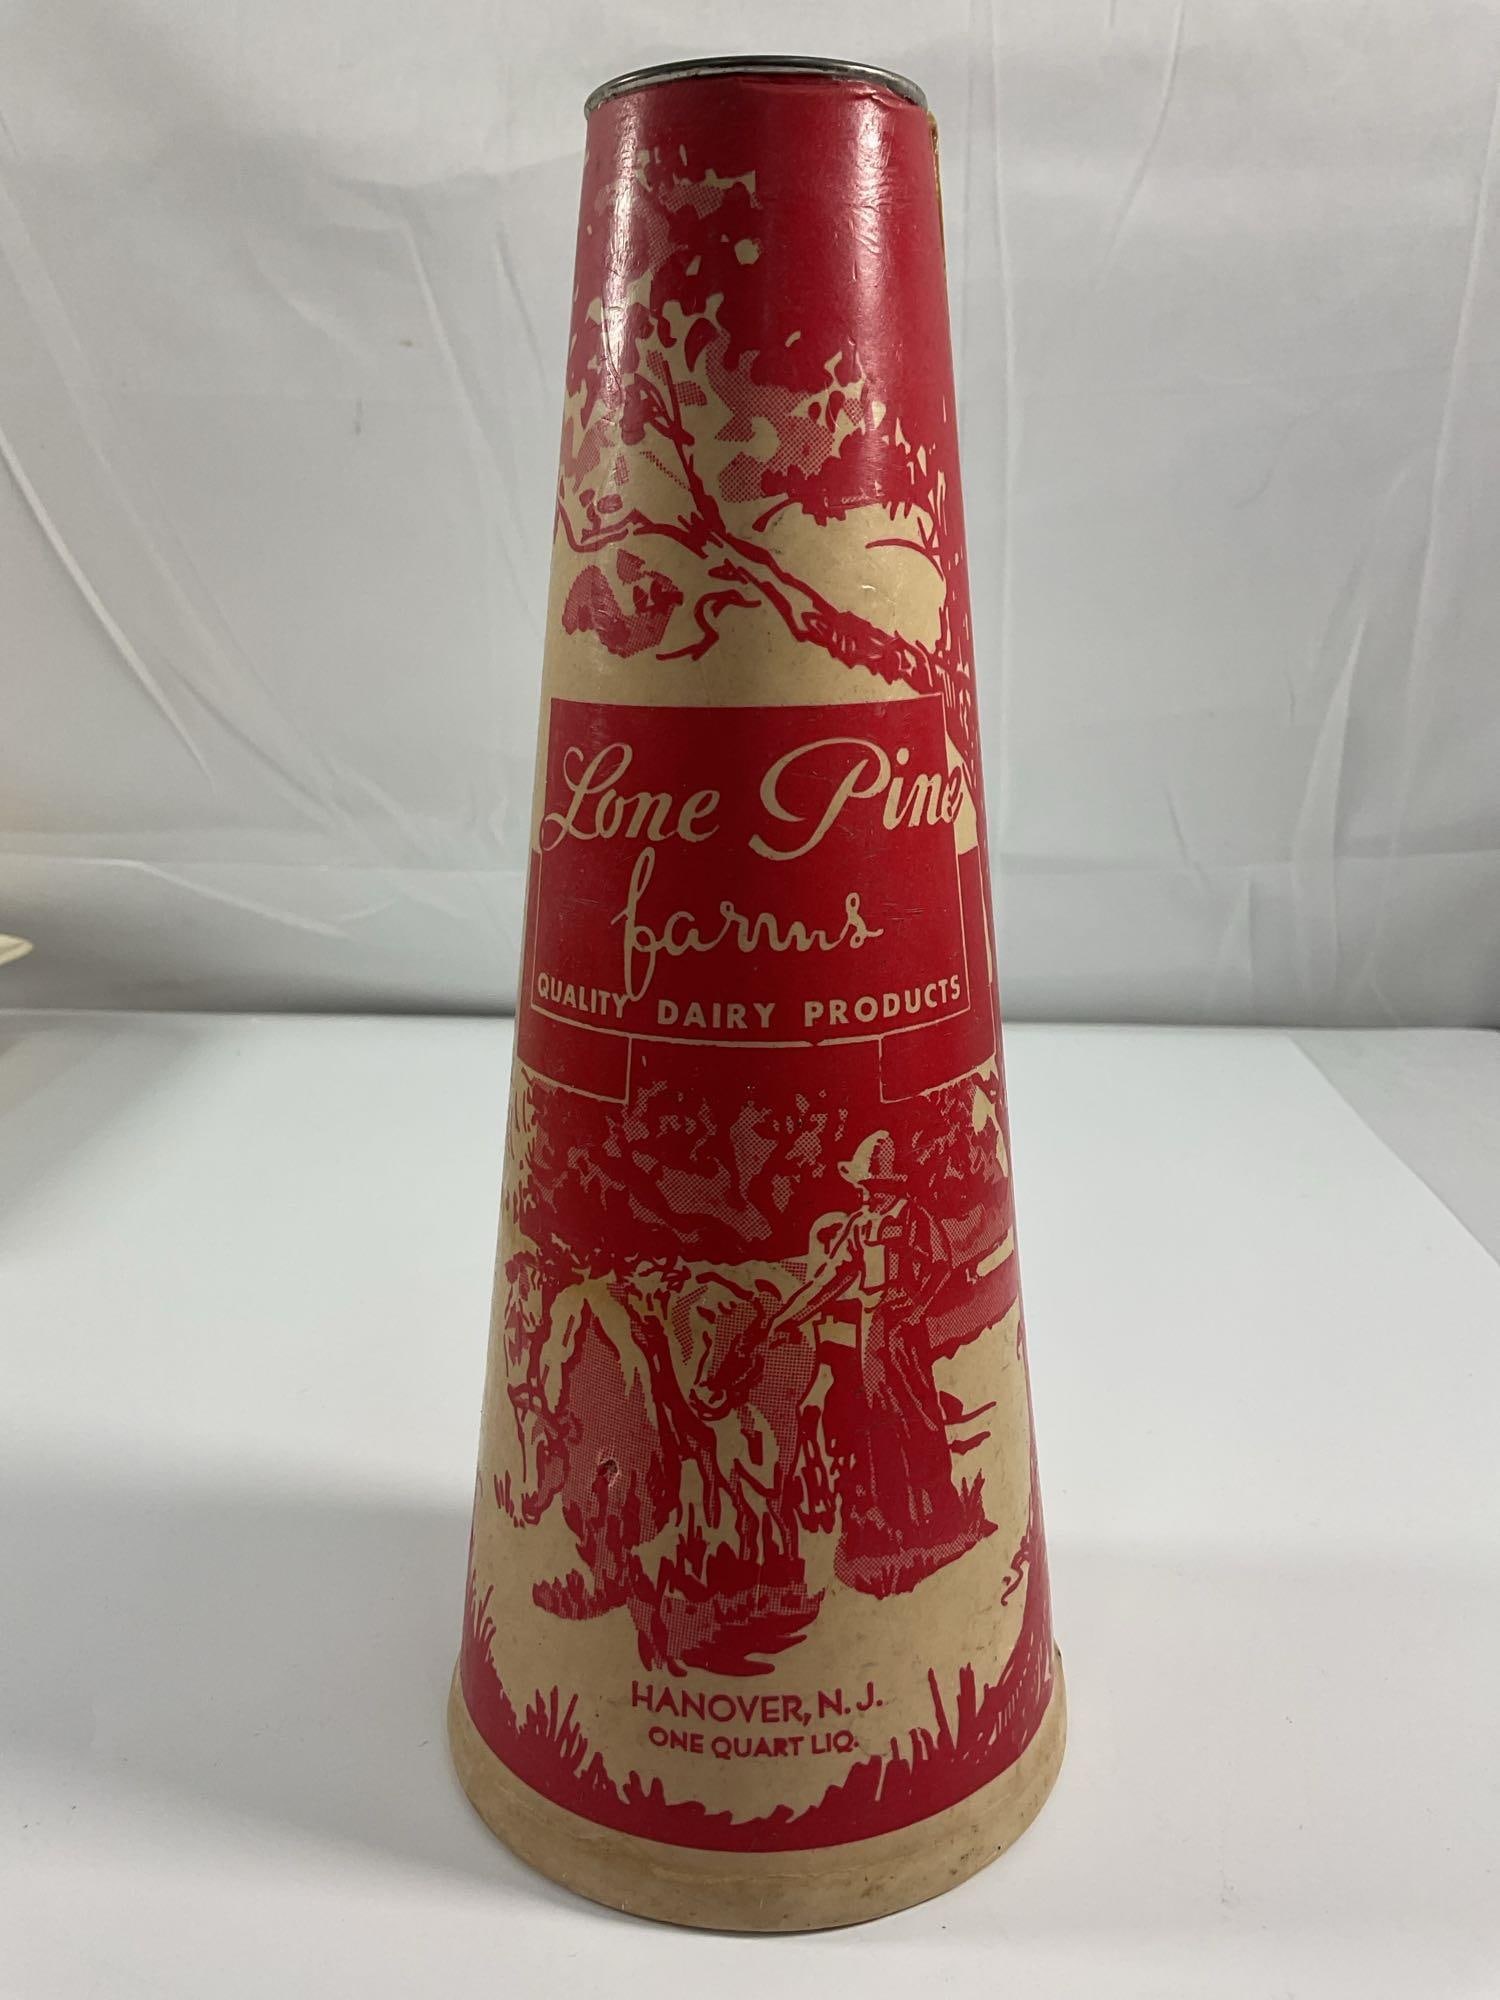 Lone Pine
farms
QUALITY DAIRY PRODUCTS
HANOVER, N. J.
ONE QUART LIQ.